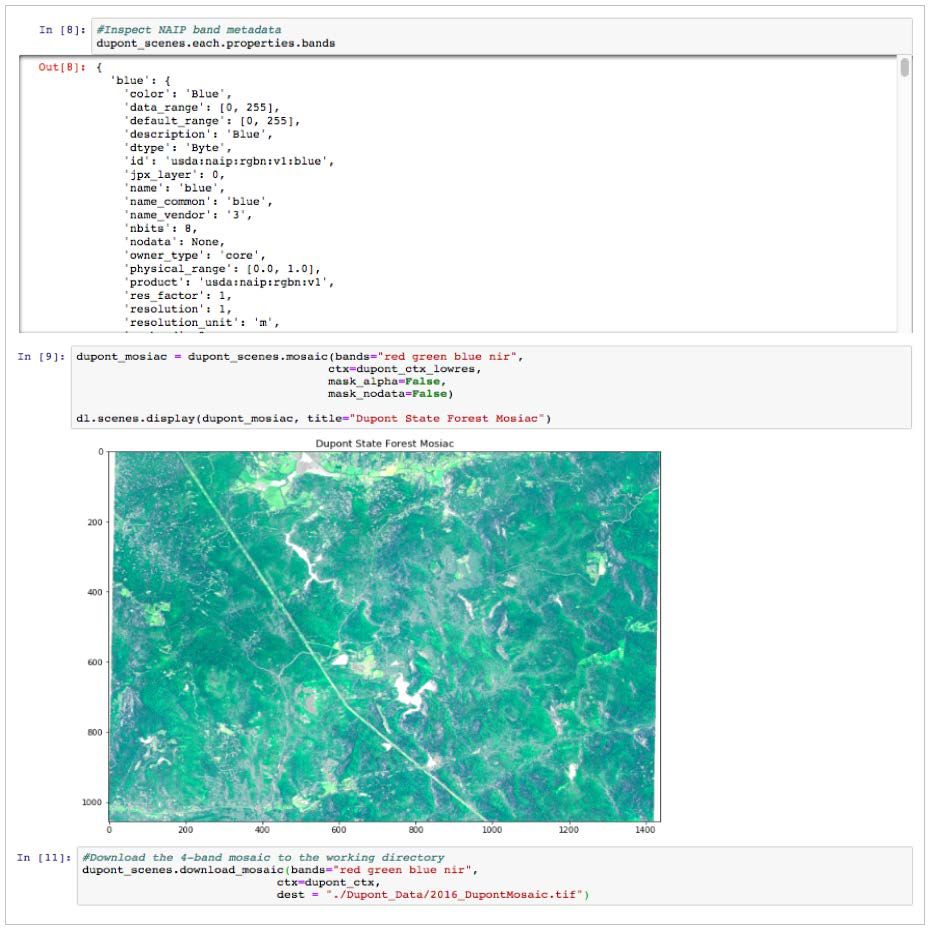 In [8]: #Inspect NAIP band metadata
dupont_scenes.each.properties.bands
Out[8]: {
'blue': {
'color': 'Blue',
'data_range': [0, 255],
'default_range': [0, 255],
'description': 'Blue',
'dtype': 'Byte',
'id': 'usda:naip:rgbn:v1:blue',
'jpx_layer': 0,
'name': 'blue',
'name_common': 'blue',
'name_vendor': '3',
'nbits': 8,
'nodata': None,
'owner_type': 'core',
'physical_range': [0.0, 1.0],
'product': 'usda:naip:rgbn:v1',
'res_factor': 1,
'resolution': 1,
'resolution_unit': 'm',
In [9]: dupont_mosiac = dupont_scenes.mosaic(bands="red green blue nir",
ctx=dupont_ctx_lowres,
mask_alpha=False,
mask_nodata=False)
dl.scenes.display(dupont_mosiac, title="Dupont State Forest Mosiac")
Dupont State Forest Mosiac
0
200
400
600
800
1000
0 200 400 600 800 1000 1200 1400
In [11]: #Download the 4-band mosaic to the working directory
dupont_scenes.download_mosaic(bands="red green blue nir",
ctx=dupont_ctx,
dest = "./Dupont_Data/2016_DupontMosaic.tif")